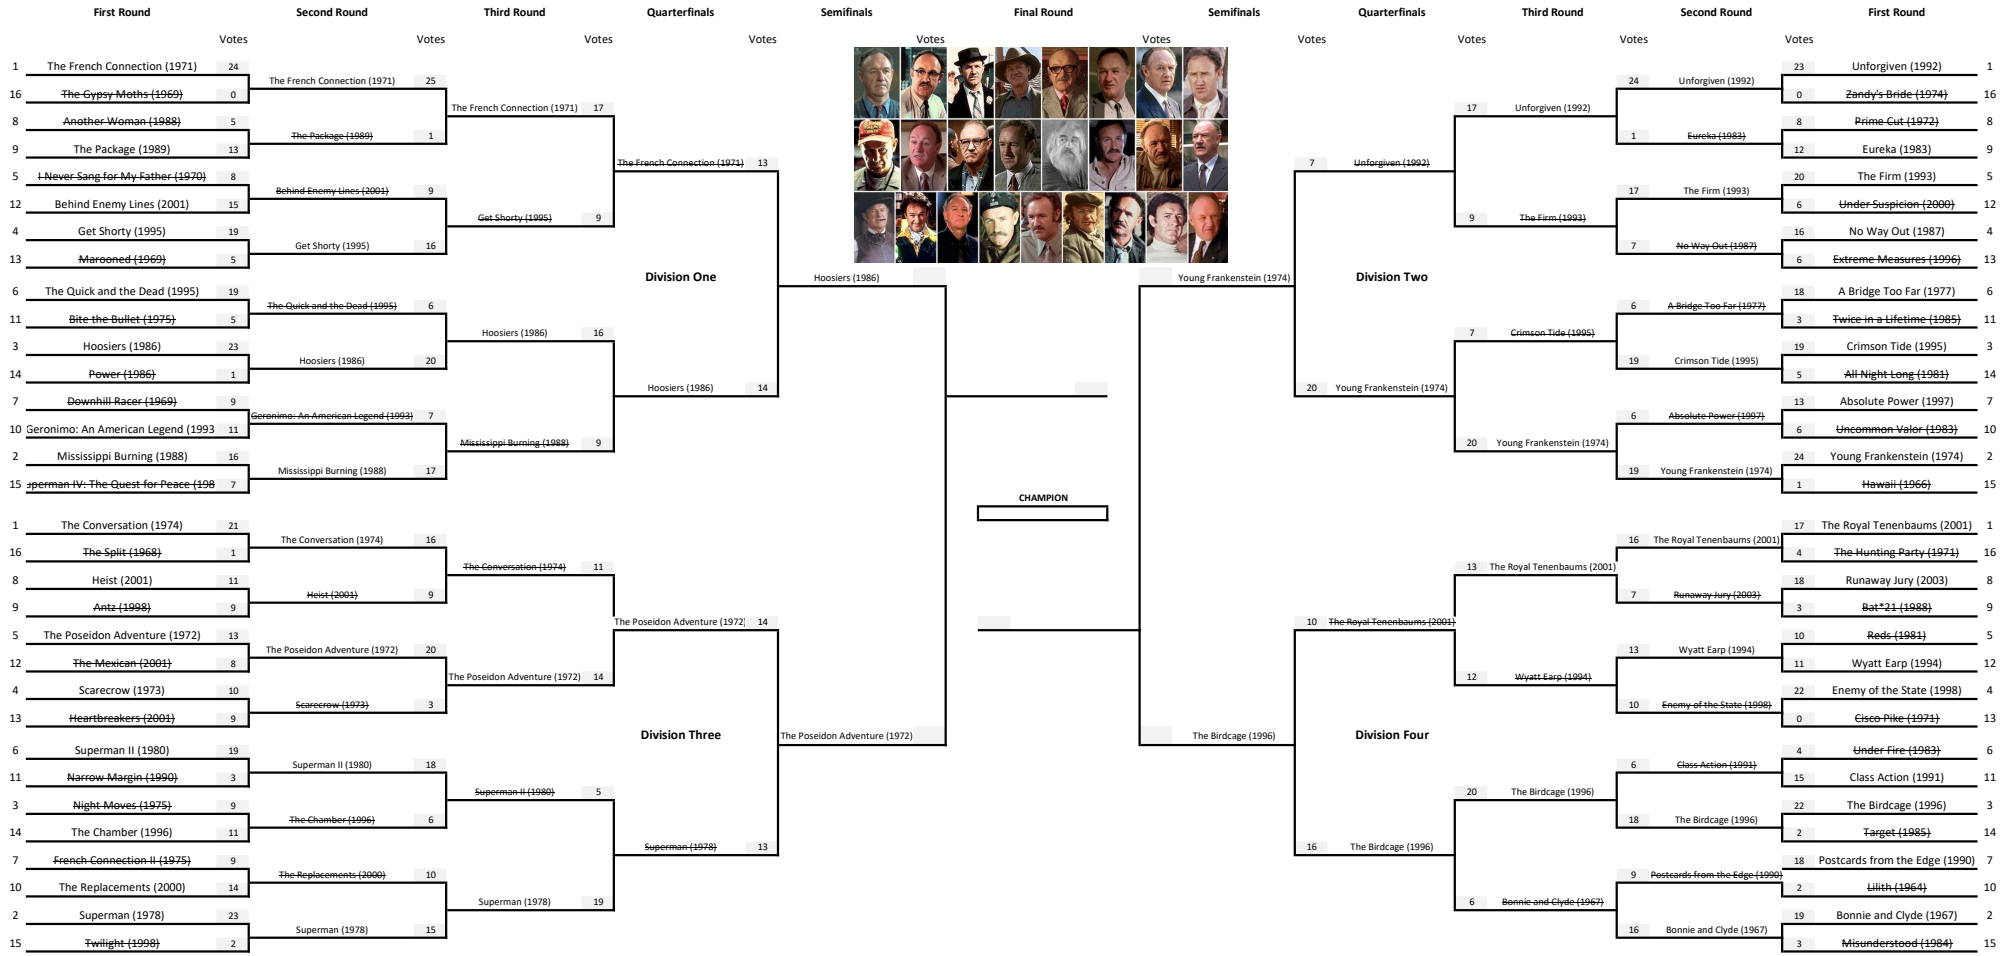 First Round Second Round Third Round Quarterfinals Semifinals Final Round Semifinals Quarterfinals Third Round Second Round First Round
Votes Votes Votes Votes Votes Votes Votes Votes Votes Votes
1 The French Connection (1971) 24
16 The Gypsy Moths (1969) 0
8 Another Woman (1988) 5
9 The Package (1989) 13
5 I Never Sang for My Father (1970) 8
12 Behind Enemy Lines (2001) 15
4 Get Shorty (1995) 19
13 Marooned (1969) 5
6 The Quick and the Dead (1995) 19
11 Bite the Bullet (1975) 5
3 Hoosiers (1986) 23
14 Power (1986) 1
7 Downhill Racer (1969) 9
10 Geronimo: An American Legend (1993 11
2 Mississippi Burning (1988) 16
15 uperman IV: The Quest for Peace (198 7
The French Connection (1971) 25
The Package (1989) 1
Behind Enemy Lines (2001) 9
Get Shorty (1995) 16
The Quick and the Dead (1995) 6
Hoosiers (1986) 20
Geronimo: An American Legend (1993) 7
Mississippi Burning (1988) 17
The French Connection (1971) 17
Get Shorty (1995) 9
Hoosiers (1986) 16
Mississippi Burning (1988) 9
The French Connection (1971) 13
Division One
Hoosiers (1986) 14
Hoosiers (1986)
1 The Conversation (1974) 21
16 The Split (1968) 1
8 Heist (2001) 11
9 Antz (1998) 9
5 The Poseidon Adventure (1972) 13
12 The Mexican (2001) 8
4 Scarecrow (1973) 10
13 Heartbreakers (2001) 9
6 Superman II (1980) 19
11 Narrow Margin (1990) 3
3 Night Moves (1975) 9
14 The Chamber (1996) 11
7 French Connection II (1975) 9
10 The Replacements (2000) 14
2 Superman (1978) 23
15 Twilight (1998) 2
The Conversation (1974) 16
Heist (2001) 9
The Poseidon Adventure (1972) 20
Scarecrow (1973) 3
Superman II (1980) 18
The Chamber (1996) 6
The Replacements (2000) 10
Superman (1978) 15
The Conversation (1974) 11
The Poseidon Adventure (1972) 14
Superman II (1980) 5
Superman (1978) 19
The Poseidon Adventure (1972) 14
Division Three
Superman (1978) 13
The Poseidon Adventure (1972)
CHAMPION
Young Frankenstein (1974)
7 Unforgiven (1992)
Division Two
20 Young Frankenstein (1974)
17 Unforgiven (1992)
9 The Firm (1993)
7 Crimson Tide (1995)
20 Young Frankenstein (1974)
24 Unforgiven (1992)
1 Eureka (1983)
17 The Firm (1993)
7 No Way Out (1987)
6 A Bridge Too Far (1977)
19 Crimson Tide (1995)
6 Absolute Power (1997)
19 Young Frankenstein (1974)
23 Unforgiven (1992) 1
0 Zandy's Bride (1974) 16
8 Prime Cut (1972) 8
12 Eureka (1983) 9
20 The Firm (1993) 5
6 Under Suspicion (2000) 12
16 No Way Out (1987) 4
6 Extreme Measures (1996) 13
18 A Bridge Too Far (1977) 6
3 Twice in a Lifetime (1985) 11
19 Crimson Tide (1995) 3
5 All Night Long (1981) 14
13 Absolute Power (1997) 7
6 Uncommon Valor (1983) 10
24 Young Frankenstein (1974) 2
1 Hawaii (1966) 15
The Birdcage (1996)
10 The Royal Tenenbaums (2001)
Division Four
16 The Birdcage (1996)
13 The Royal Tenenbaums (2001)
12 Wyatt Earp (1994)
20 The Birdcage (1996)
6 Bonnie and Clyde (1967)
16 The Royal Tenenbaums (2001)
7 Runaway Jury (2003)
13 Wyatt Earp (1994)
10 Enemy of the State (1998)
6 Class Action (1991)
18 The Birdcage (1996)
9 Postcards from the Edge (1990)
16 Bonnie and Clyde (1967)
17 The Royal Tenenbaums (2001) 1
4 The Hunting Party (1971) 16
18 Runaway Jury (2003) 8
3 Bat*21 (1988) 9
10 Reds (1981) 5
11 Wyatt Earp (1994) 12
22 Enemy of the State (1998) 4
0 Cisco Pike (1971) 13
4 Under Fire (1983) 6
15 Class Action (1991) 11
22 The Birdcage (1996) 3
2 Target (1985) 14
18 Postcards from the Edge (1990) 7
2 Lilith (1964) 10
19 Bonnie and Clyde (1967) 2
3 Misunderstood (1984) 15